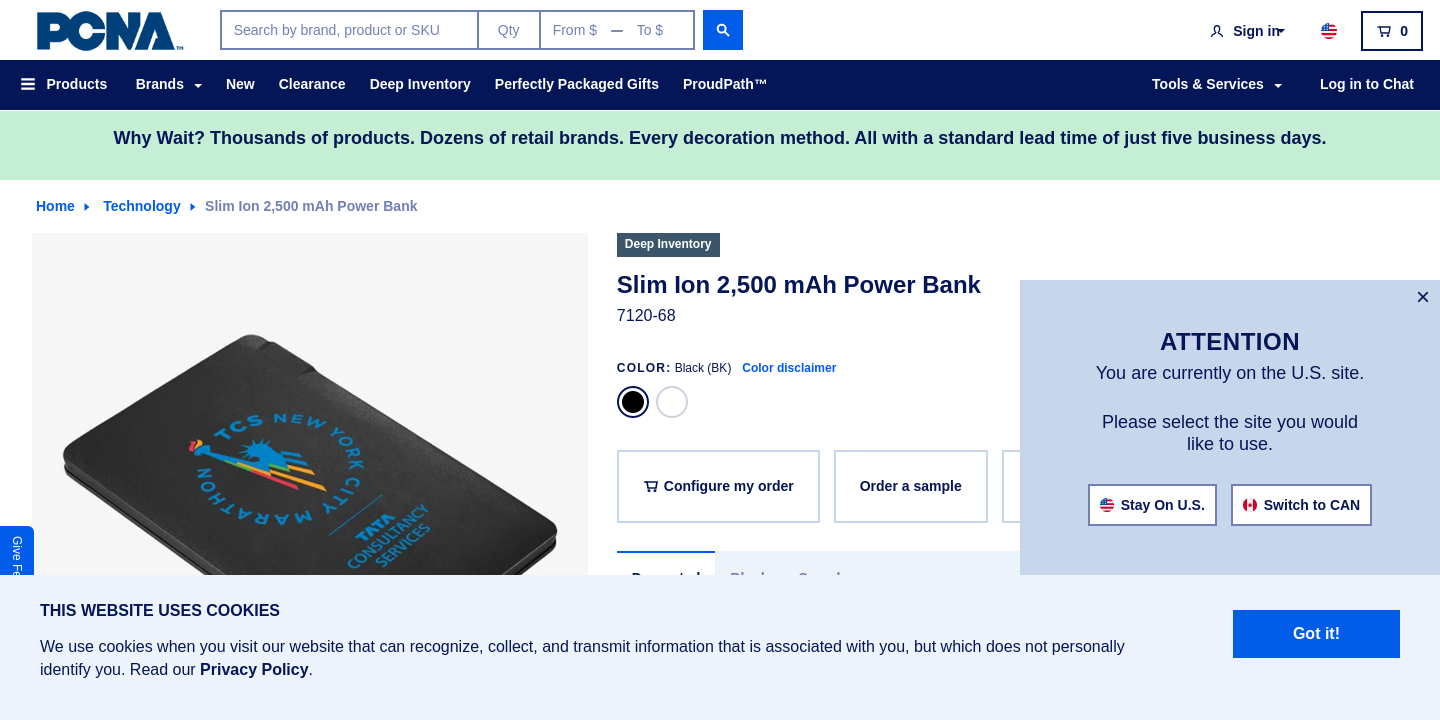 PCNA™
Search by brand, product or SKU
Qty
From $ — To $
Sign in
0
Products
Brands
New
Clearance
Deep Inventory
Perfectly Packaged Gifts
ProudPath™
Tools & Services
Log in to Chat
Why Wait? Thousands of products. Dozens of retail brands. Every decoration method. All with a standard lead time of just five business days.
Home
Technology
Slim Ion 2,500 mAh Power Bank
Deep Inventory
Slim Ion 2,500 mAh Power Bank
7120-68
COLOR: Black (BK) Color disclaimer
Configure my order
Order a sample
TCS NEW YORK CITY MARATHON
TATA
CONSULTANCY
SERVICES
ATTENTION
You are currently on the U.S. site.
Please select the site you would
like to use.
Stay On U.S.
Switch to CAN
Give Fe
THIS WEBSITE USES COOKIES
We use cookies when you visit our website that can recognize, collect, and transmit information that is associated with you, but which does not personally
identify you. Read our Privacy Policy.
Got it!